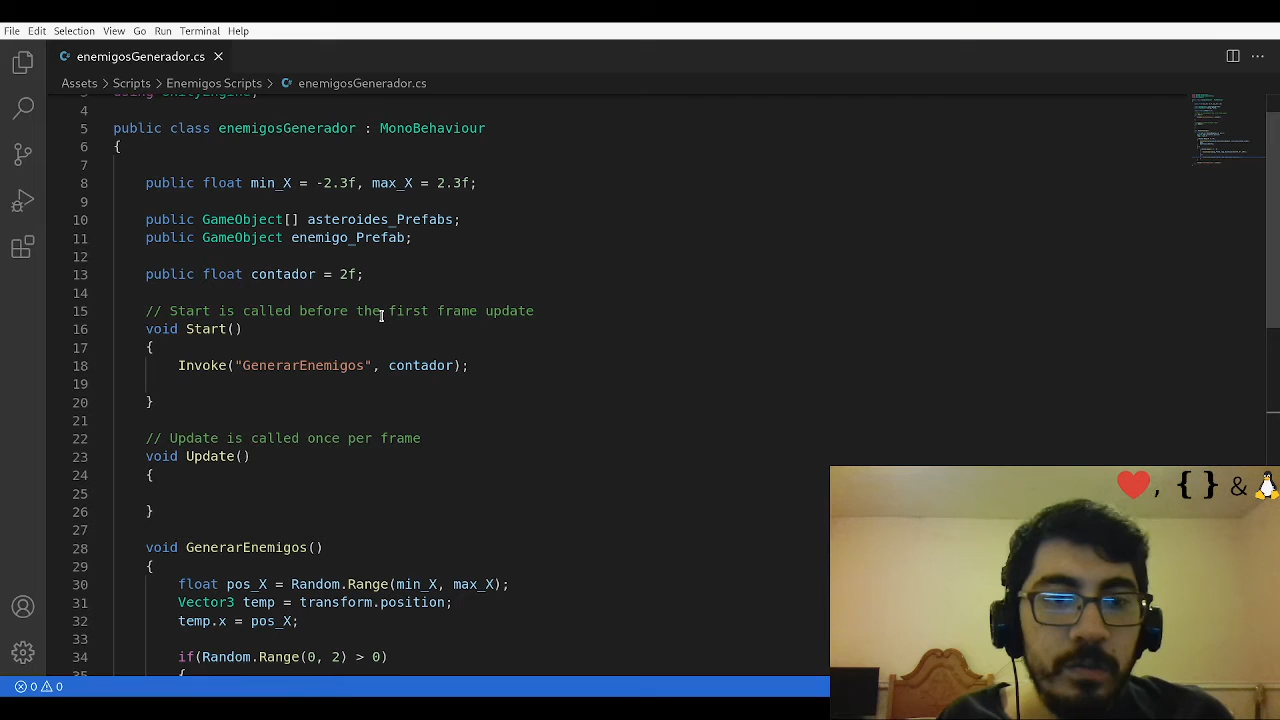 File Edit Selection View Go Run Terminal Help
enemigosGenerador.cs
Assets > Scripts > Enemigos Scripts > enemigosGenerador.cs
4
5 public class enemigosGenerador : MonoBehaviour
6 {
7
8 public float min_X = -2.3f, max_X = 2.3f;
9
10 public GameObject[] asteroides_Prefabs;
11 public GameObject enemigo_Prefab;
12
13 public float contador = 2f;
14
15 // Start is called before the first frame update
16 void Start()
17 {
18 Invoke("GenerarEnemigos", contador);
19
20 }
21
22 // Update is called once per frame
23 void Update()
24 {
25
26 }
27
28 void GenerarEnemigos()
29 {
30 float pos_X = Random.Range(min_X, max_X);
31 Vector3 temp = transform.position;
32 temp.x = pos_X;
33
34 if(Random.Range(0, 2) > 0)
0 0
, { } &